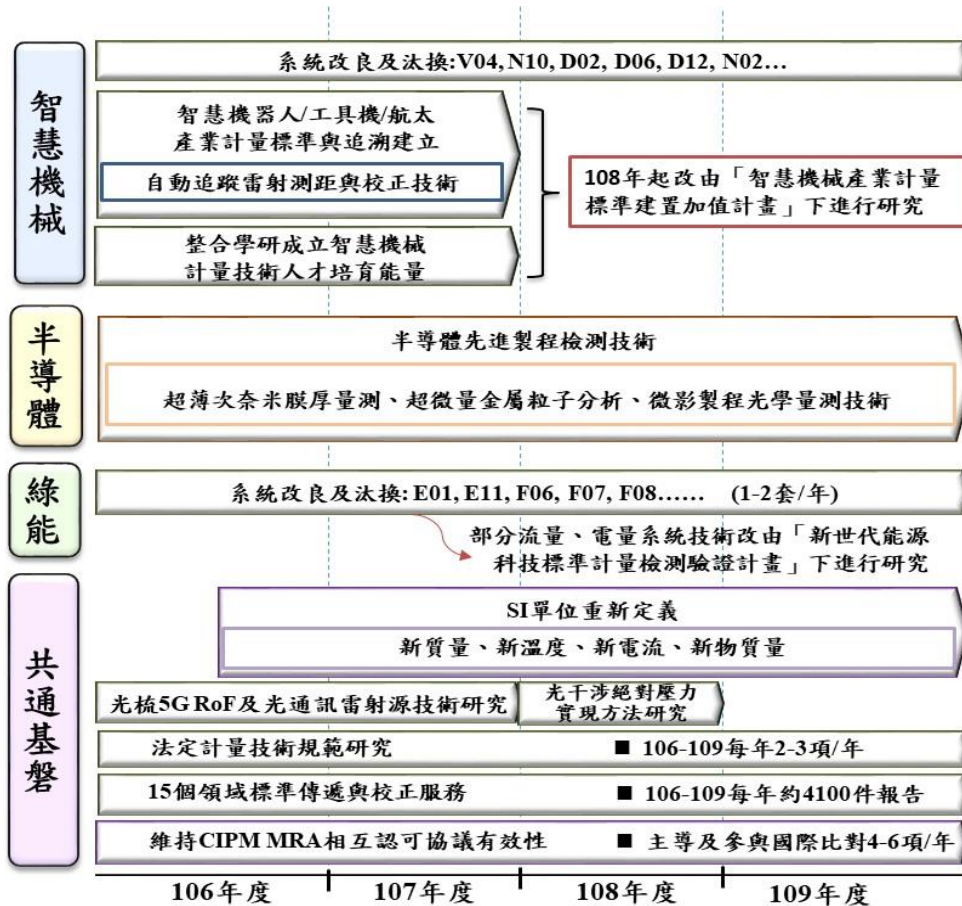 智慧機械
系統改良及汰換:V04, N10, D02, D06, D12, N02…
智慧機器人/工具機/航太
產業計量標準與追溯建立
自動追蹤雷射測距與校正技術
整合學研成立智慧機械
計量技術人才培育能量
108年起改由「智慧機械產業計量
標準建置加值計畫」下進行研究
半導體
半導體先進製程檢測技術
超薄次奈米膜厚量測、超微量金屬粒子分析、微影製程光學量測技術
綠能
系統改良及汰換: E01, E11, F06, F07, F08…… (1-2套/年)
部分流量、電量系統技術改由「新世代能源
科技標準計量檢測驗證計畫」下進行研究
共通基磐
SI單位重新定義
新質量、新溫度、新電流、新物質量
光梳5G RoF及光通訊雷射源技術研究
光干涉絕對壓力
實現方法研究
法定計量技術規範研究
■ 106-109每年2-3項/年
15個領域標準傳遞與校正服務
■ 106-109每年約4100件報告
維持CIPM MRA相互認可協議有效性
■ 主導及參與國際比對4-6項/年
106年度
107年度
108年度
109年度